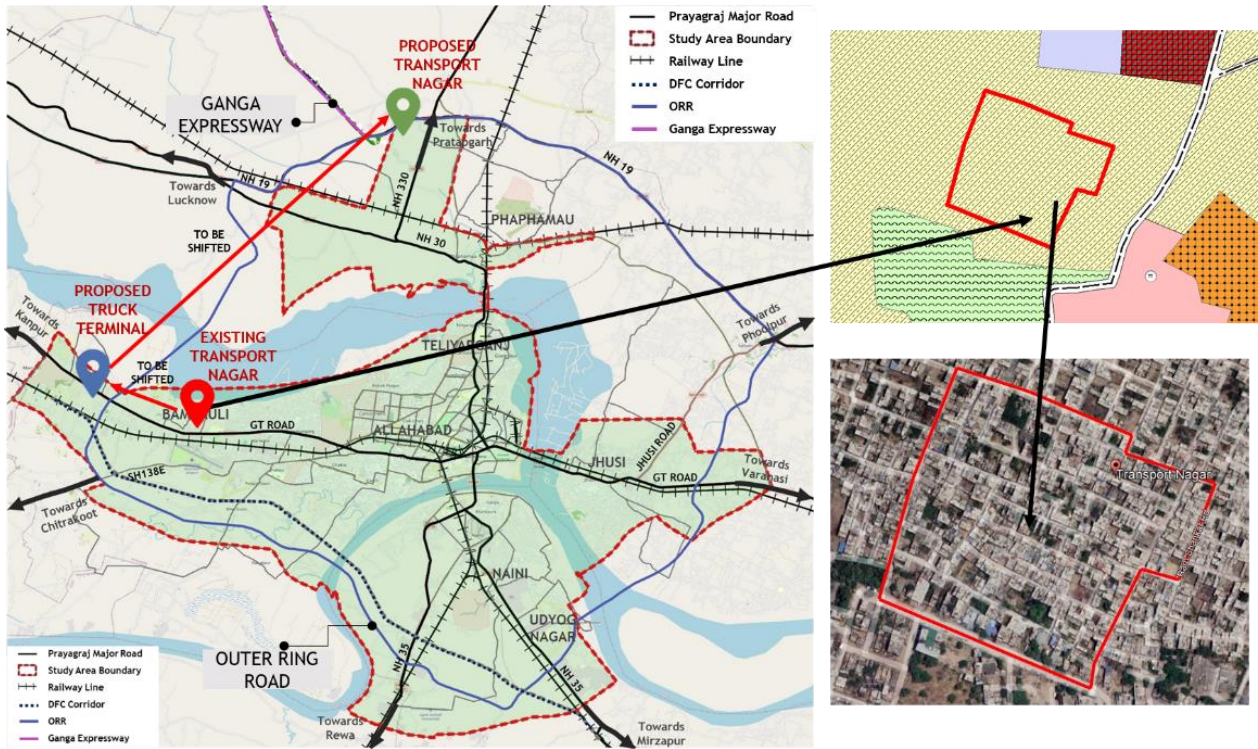 Prayagraj Major Road
Study Area Boundary
Railway Line
DFC Corridor
ORR
Ganga Expressway
PROPOSED
TRANSPORT
NAGAR
GANGA
EXPRESSWAY
Towards
Pratapgarh
NH 19
NH 19
Towards
Lucknow
NH 330
PHAPHAMAU
TO BE
SHIFTED
NH 30
PROPOSED
TRUCK
TERMINAL
Towards
Kanpur
EXISTING
TRANSPORT
NAGAR
TO BE
SHIFTED
TELIYARGANJ
BAMRAULI
GT ROAD
ALLAHABAD
JHUSI
JHUSI ROAD
GT ROAD
Towards
Varanasi
SH138E
Towards
Chitrakoot
NAINI
UDYOG
NAGAR
OUTER RING
ROAD
NH 35
NH 35
Towards
Rewa
Towards
Mirzapur
Prayagraj Major Road
Study Area Boundary
Railway Line
DFC Corridor
ORR
Ganga Expressway
Transport Nagar